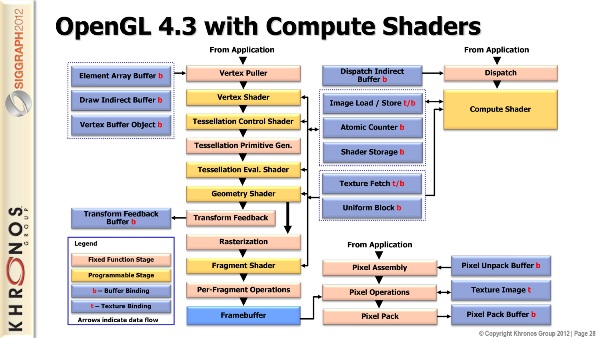 OpenGL 4.3 with Compute Shaders
SIGGRAPH2012
KHRONOS
GROUP
From Application
Element Array Buffer b
Draw Indirect Buffer b
Vertex Buffer Object b
Vertex Puller
Vertex Shader
Tessellation Control Shader
Tessellation Primitive Gen.
Tessellation Eval. Shader
Geometry Shader
Transform Feedback
Transform Feedback
Buffer b
Rasterization
Fragment Shader
Per-Fragment Operations
Framebuffer
Legend
Fixed Function Stage
Programmable Stage
b – Buffer Binding
t – Texture Binding
Arrows indicate data flow
From Application
Dispatch Indirect
Buffer b
Dispatch
Image Load / Store t/b
Atomic Counter b
Shader Storage b
Compute Shader
Texture Fetch t/b
Uniform Block b
From Application
Pixel Assembly
Pixel Operations
Pixel Pack
Pixel Unpack Buffer b
Texture Image t
Pixel Pack Buffer b
© Copyright Khronos Group 2012 | Page 28